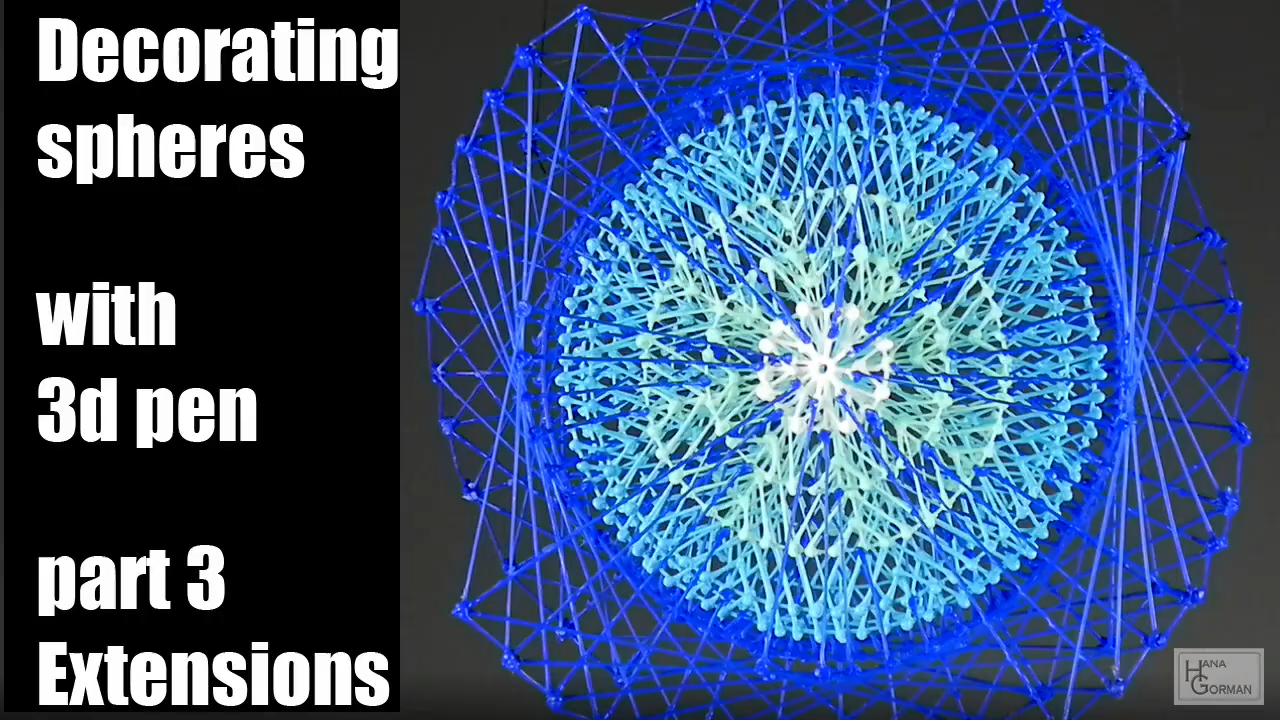 Decorating
spheres
with
3d pen
part 3
Extensions
HANA
GORMAN